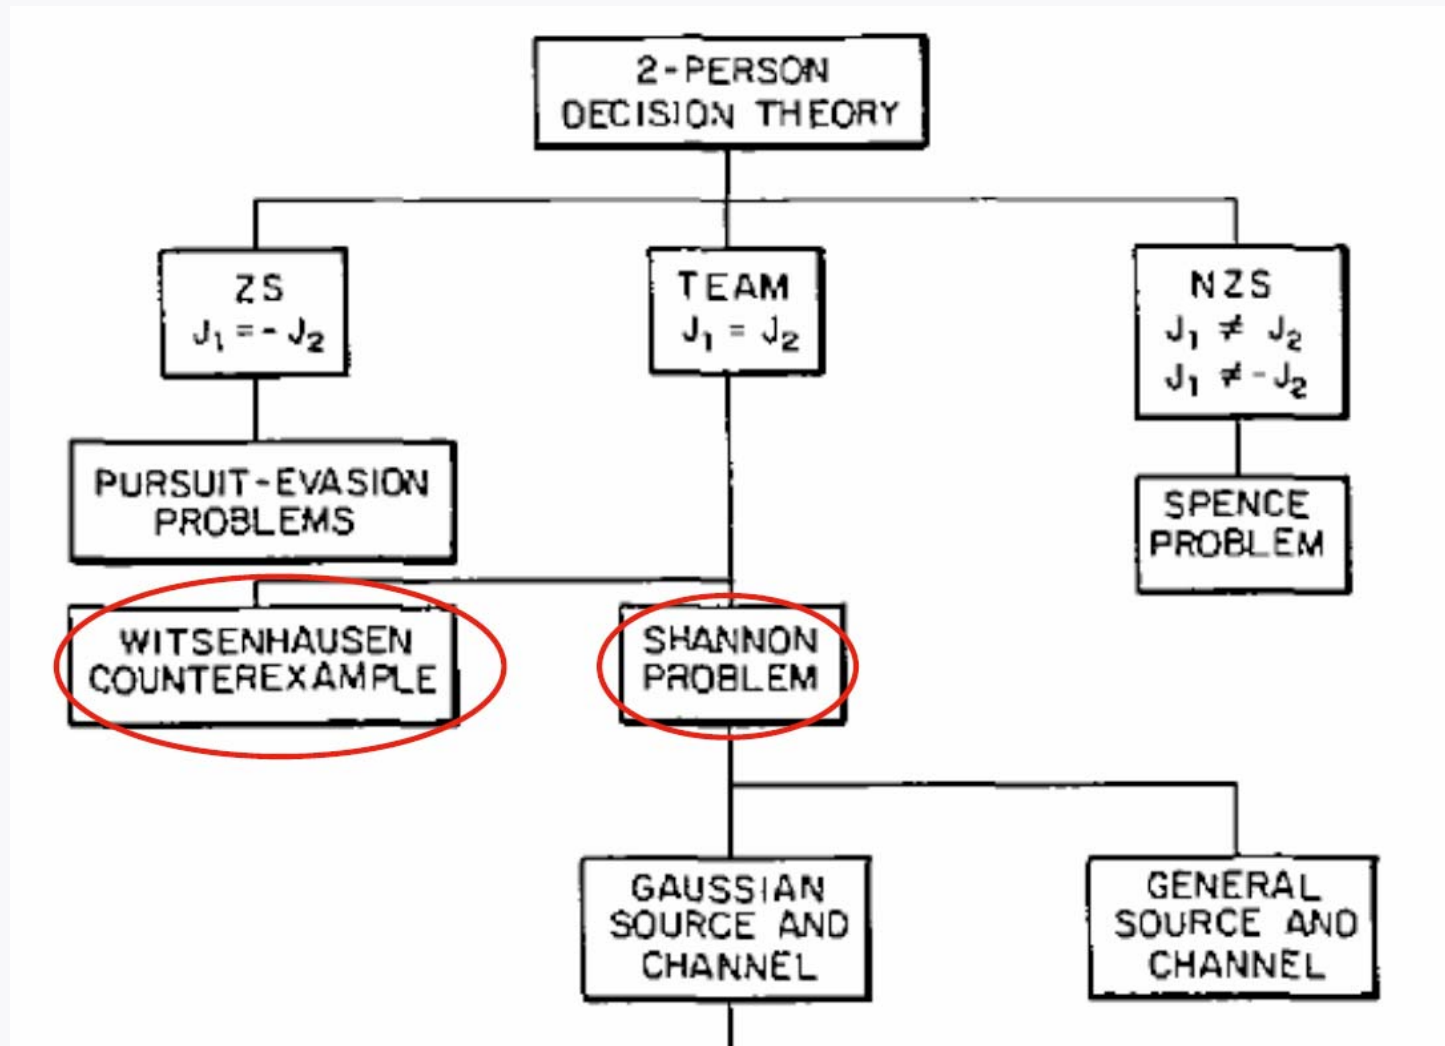 2-PERSON
DECISION THEORY
ZS
J₁ = - J₂
TEAM
J₁ = J₂
NZS
J₁ ≠ J₂
J₁ ≠ - J₂
PURSUIT-EVASION
PROBLEMS
SPENCE
PROBLEM
WITSENHAUSEN
COUNTEREXAMPLE
SHANNON
PROBLEM
GAUSSIAN
SOURCE AND
CHANNEL
GENERAL
SOURCE AND
CHANNEL